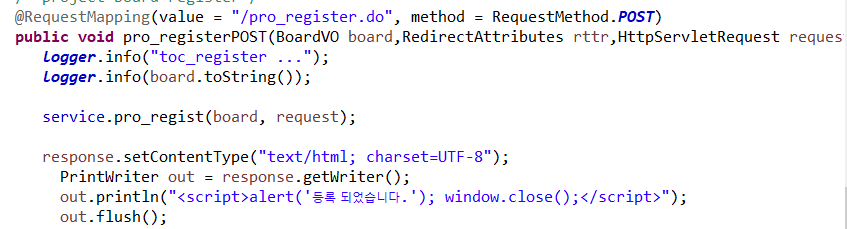 @RequestMapping(value = "/pro_register.do", method = RequestMethod.POST)
public void pro_registerPOST(BoardVO board,RedirectAttributes rttr,HttpServletRequest reques
logger.info("toc_register ...");
logger.info(board.toString());
service.pro_regist(board, request);
response.setContentType("text/html; charset=UTF-8");
PrintWriter out = response.getWriter();
out.println("<script>alert('등록 되었습니다.'); window.close();</script>");
out.flush();